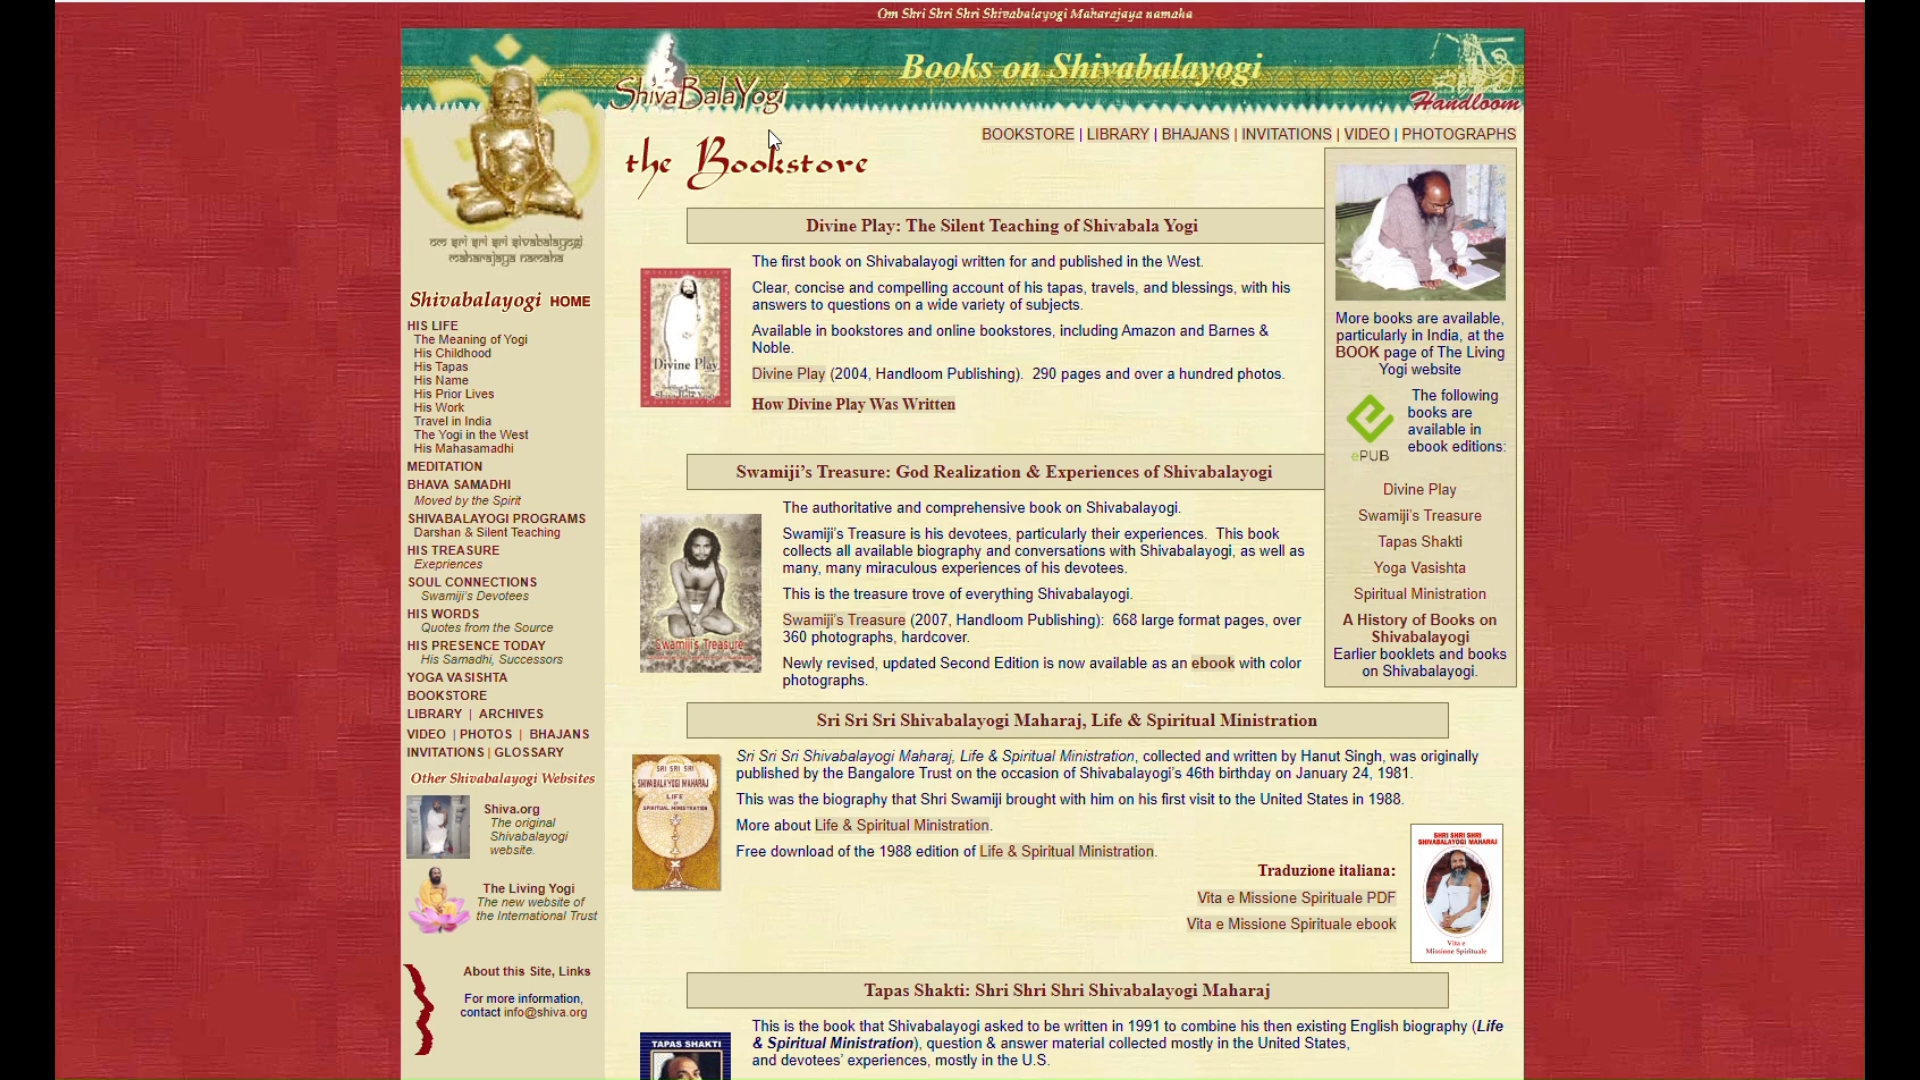 Om Shri Shri Shri Shivabalayogi Maharajaya namaha
Books on Shivabalayogi
ShivaBalaYogi
Handloom
BOOKSTORE | LIBRARY | BHAJANS | INVITATIONS | VIDEO | PHOTOGRAPHS
the Bookstore
om sri sri sri sivabalayogi
maharajaya namaha
Shivabalayogi HOME
HIS LIFE
The Meaning of Yogi
His Childhood
His Tapas
His Name
His Prior Lives
His Work
Travel in India
The Yogi in the West
His Mahasamadhi
MEDITATION
BHAVA SAMADHI
Moved by the Spirit
SHIVABALAYOGI PROGRAMS
Darshan & Silent Teaching
HIS TREASURE
Exepriences
SOUL CONNECTIONS
Swamiji's Devotees
HIS WORDS
Quotes from the Source
HIS PRESENCE TODAY
His Samadhi, Successors
YOGA VASISHTA
BOOKSTORE
LIBRARY | ARCHIVES
VIDEO | PHOTOS | BHAJANS
INVITATIONS | GLOSSARY
Other Shivabalayogi Websites
Shiva.org
The original
Shivabalayogi
website.
The Living Yogi
The new website of
the International Trust
About this Site, Links
For more information,
contact info@shiva.org
Divine Play: The Silent Teaching of Shivabala Yogi
Divine Play
The first book on Shivabalayogi written for and published in the West.
Clear, concise and compelling account of his tapas, travels, and blessings, with his
answers to questions on a wide variety of subjects.
Available in bookstores and online bookstores, including Amazon and Barnes &
Noble.
Divine Play (2004, Handloom Publishing). 290 pages and over a hundred photos.
How Divine Play Was Written
Swamiji's Treasure: God Realization & Experiences of Shivabalayogi
Swamiji's Treasure
The authoritative and comprehensive book on Shivabalayogi.
Swamiji's Treasure is his devotees, particularly their experiences. This book
collects all available biography and conversations with Shivabalayogi, as well as
many, many miraculous experiences of his devotees.
This is the treasure trove of everything Shivabalayogi.
Swamiji's Treasure (2007, Handloom Publishing): 668 large format pages, over
360 photographs, hardcover.
Newly revised, updated Second Edition is now available as an ebook with color
photographs.
More books are available,
particularly in India, at the
BOOK page of The Living
Yogi website
ePUB
The following
books are
available in
ebook editions:
Divine Play
Swamiji's Treasure
Tapas Shakti
Yoga Vasishta
Spiritual Ministration
A History of Books on
Shivabalayogi
Earlier booklets and books
on Shivabalayogi.
Sri Sri Sri Shivabalayogi Maharaj, Life & Spiritual Ministration
SRI SRI SRI
SHIVABALAYOGI MAHARAJ
LIFE
SPIRITUAL MINISTRATION
Sri Sri Sri Shivabalayogi Maharaj, Life & Spiritual Ministration, collected and written by Hanut Singh, was originally
published by the Bangalore Trust on the occasion of Shivabalayogi's 46th birthday on January 24, 1981.
This was the biography that Shri Swamiji brought with him on his first visit to the United States in 1988.
More about Life & Spiritual Ministration.
Free download of the 1988 edition of Life & Spiritual Ministration.
Traduzione italiana:
Vita e Missione Spirituale PDF
Vita e Missione Spirituale ebook
SHRI SHRI SHRI
SHIVABALAYOGI MAHARAJ
Vita e
Missione Spirituale
Tapas Shakti: Shri Shri Shri Shivabalayogi Maharaj
TAPAS SHAKTI
This is the book that Shivabalayogi asked to be written in 1991 to combine his then existing English biography (Life
& Spiritual Ministration), question & answer material collected mostly in the United States,
and devotees' experiences, mostly in the U.S.